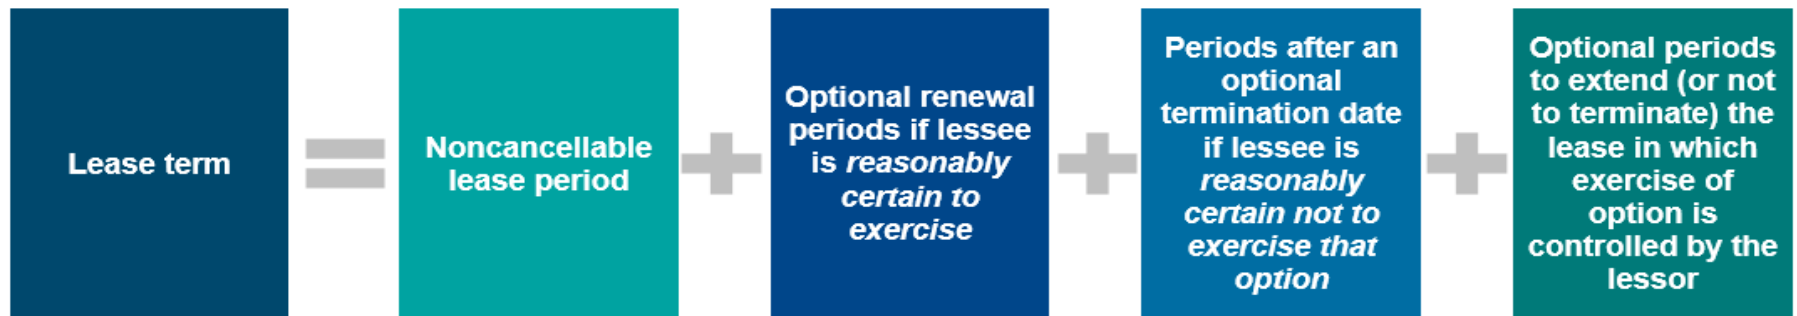 Lease term
Noncancellable
lease period
Optional renewal
periods if lessee
is reasonably
certain to
exercise
Periods after an
optional
termination date
if lessee is
reasonably
certain not to
exercise that
option
Optional periods
to extend (or not
to terminate) the
lease in which
exercise of
option is
controlled by the
lessor